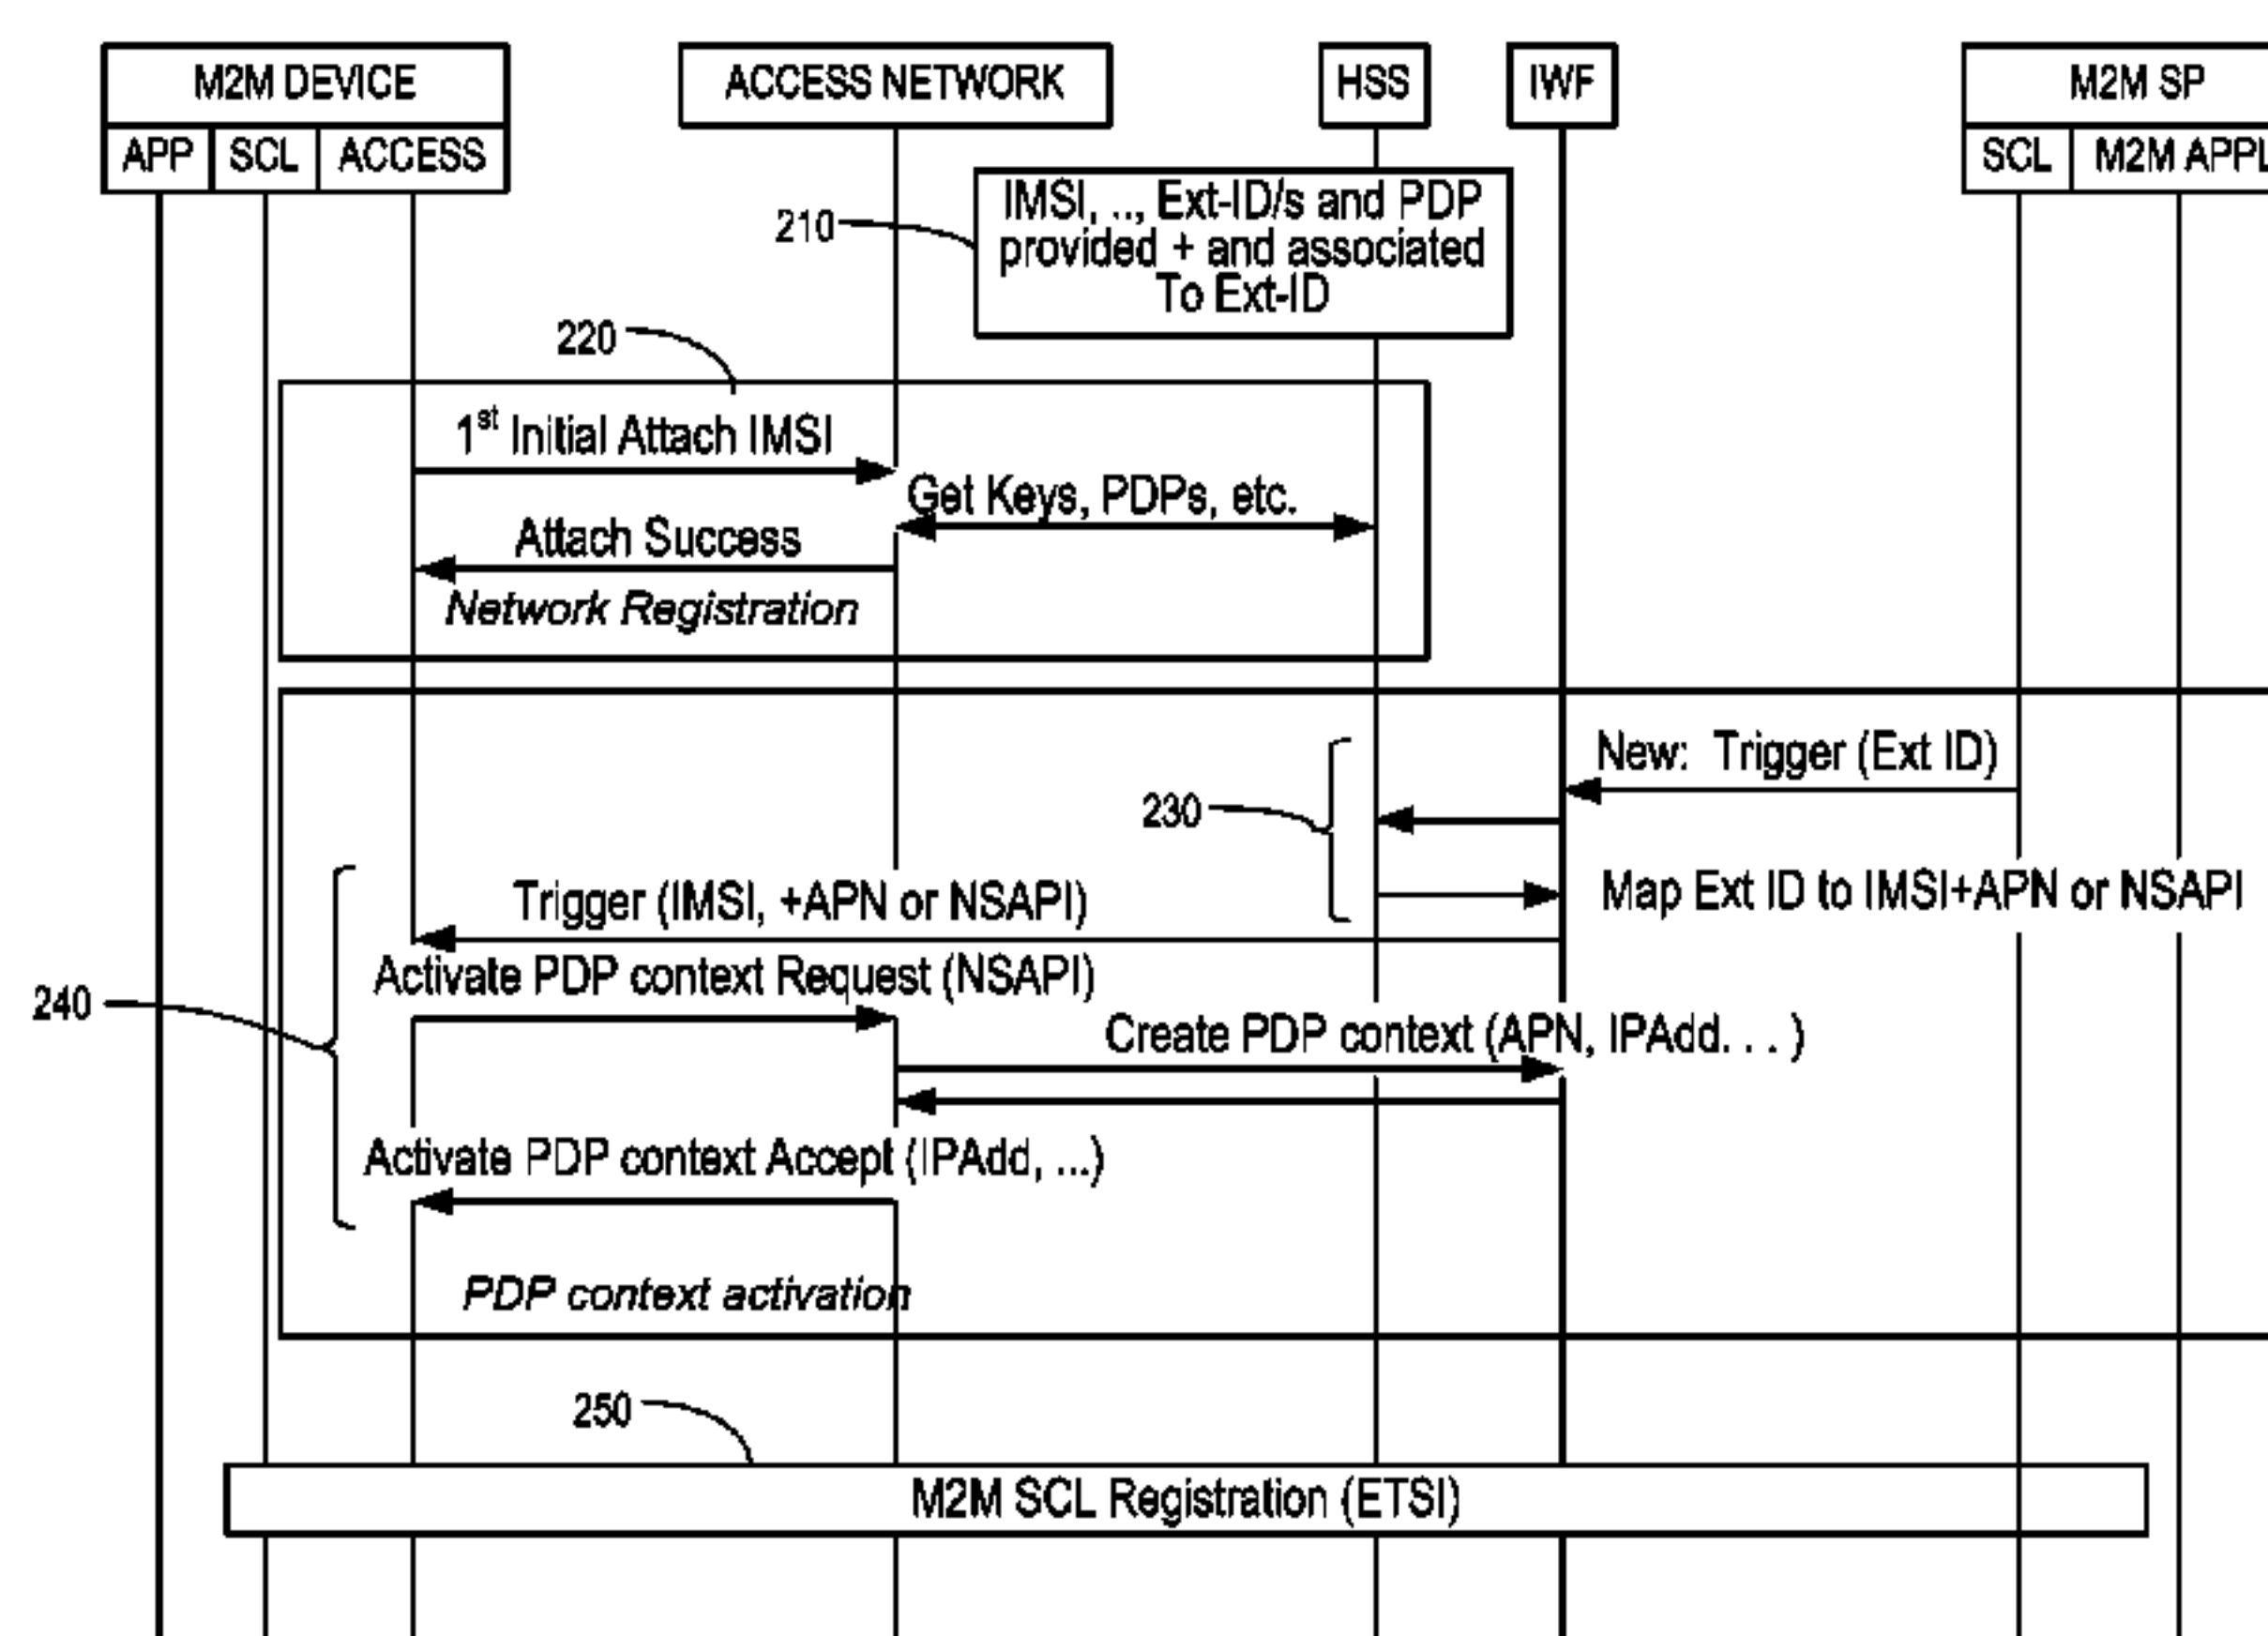 M2M DEVICE
ACCESS NETWORK
HSS
IWF
M2M SP
APP
SCL
ACCESS
SCL
M2M APPL
210
IMSI, .., Ext-ID/s and PDP
provided + and associated
To Ext-ID
220
1st Initial Attach IMSI
Get Keys, PDPs, etc.
Attach Success
Network Registration
New: Trigger (Ext ID)
230
Map Ext ID to IMSI+APN or NSAPI
Trigger (IMSI, +APN or NSAPI)
Activate PDP context Request (NSAPI)
240
Create PDP context (APN, IPAdd. . . )
Activate PDP context Accept (IPAdd, ...)
PDP context activation
250
M2M SCL Registration (ETSI)